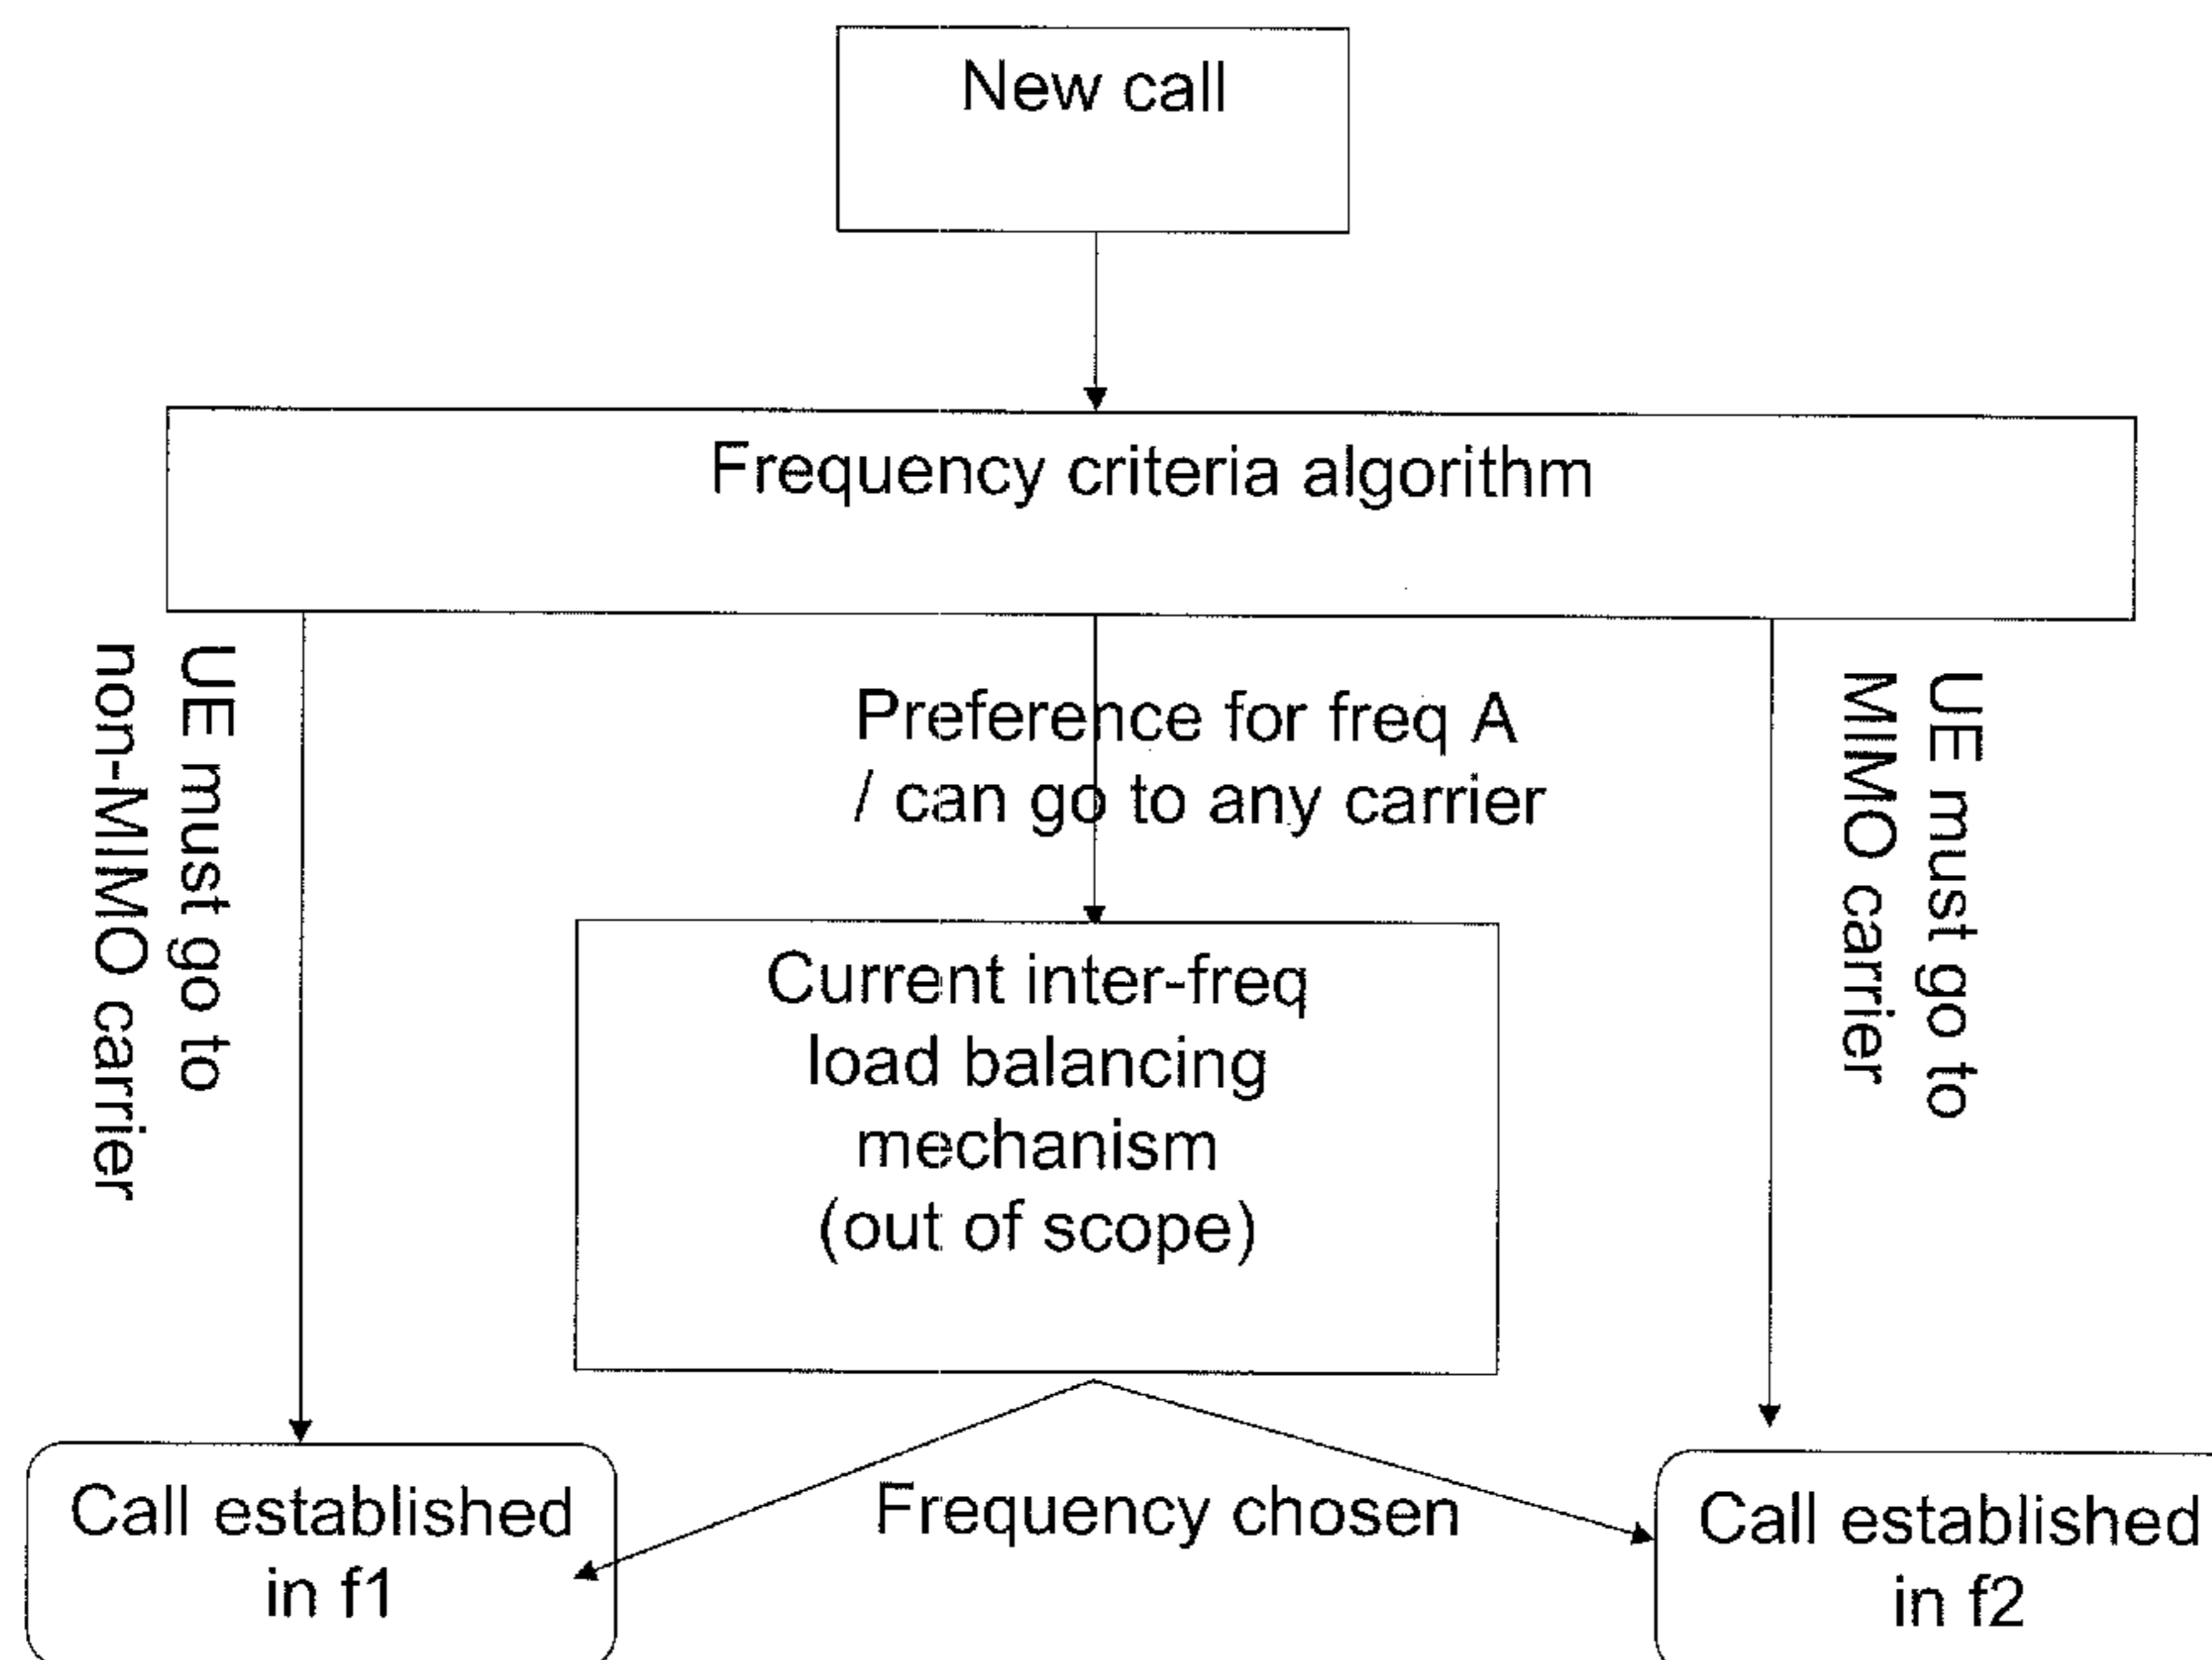 New call
Frequency criteria algorithm
UE must go to
non-MIMO carrier
Preference for freq A
/ can go to any carrier
UE must go to
MIMO carrier
Current inter-freq
load balancing
mechanism
(out of scope)
Call established
in f1
Frequency chosen
Call established
in f2